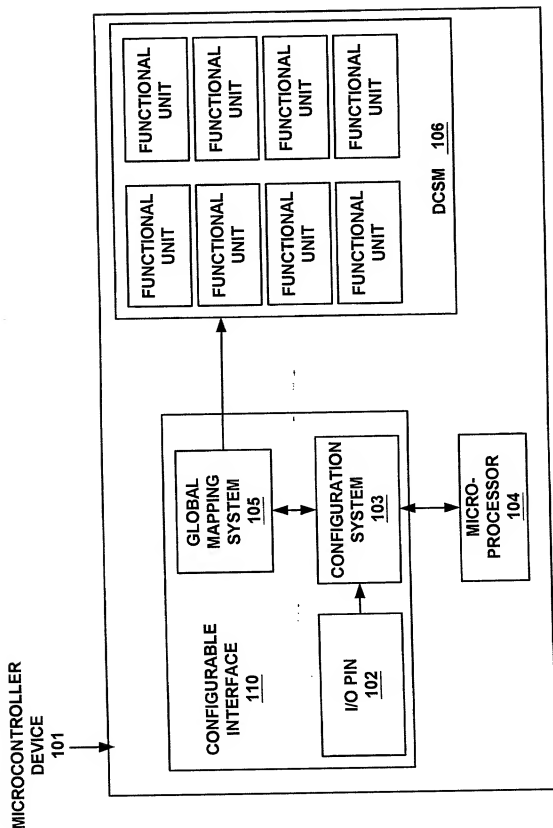 MICROCONTROLLER
DEVICE
101
CONFIGURABLE
INTERFACE
110
GLOBAL
MAPPING
SYSTEM
105
I/O PIN
102
CONFIGURATION
SYSTEM
103
MICRO-
PROCESSOR
104
FUNCTIONAL
UNIT
FUNCTIONAL
UNIT
FUNCTIONAL
UNIT
FUNCTIONAL
UNIT
FUNCTIONAL
UNIT
FUNCTIONAL
UNIT
FUNCTIONAL
UNIT
FUNCTIONAL
UNIT
DCSM 106